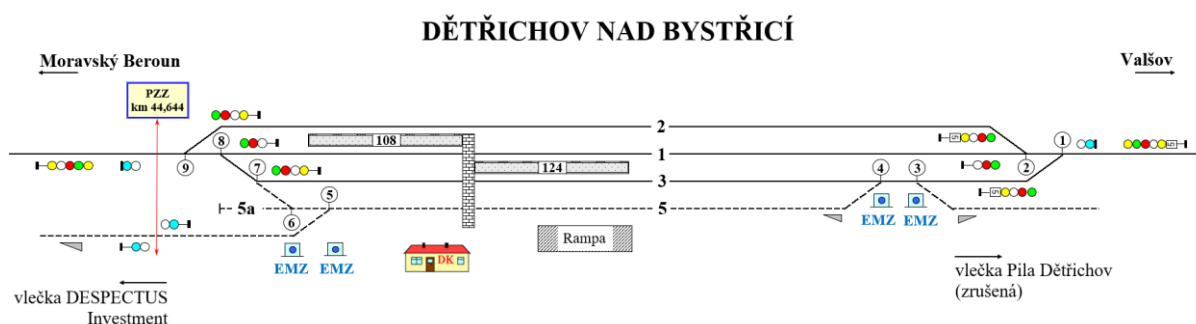 DĚTŘICHOV NAD BYSTŘICÍ
Moravský Beroun
Valšov
PZZ
km 44,644
2
8
108
1
1
9
2
7
124
4
3
3
5
5a
5
6
EMZ
EMZ
Rampa
DK
EMZ
EMZ
vlečka DESPECTUS
Investment
vlečka Pila Dětřichov
(zrušená)